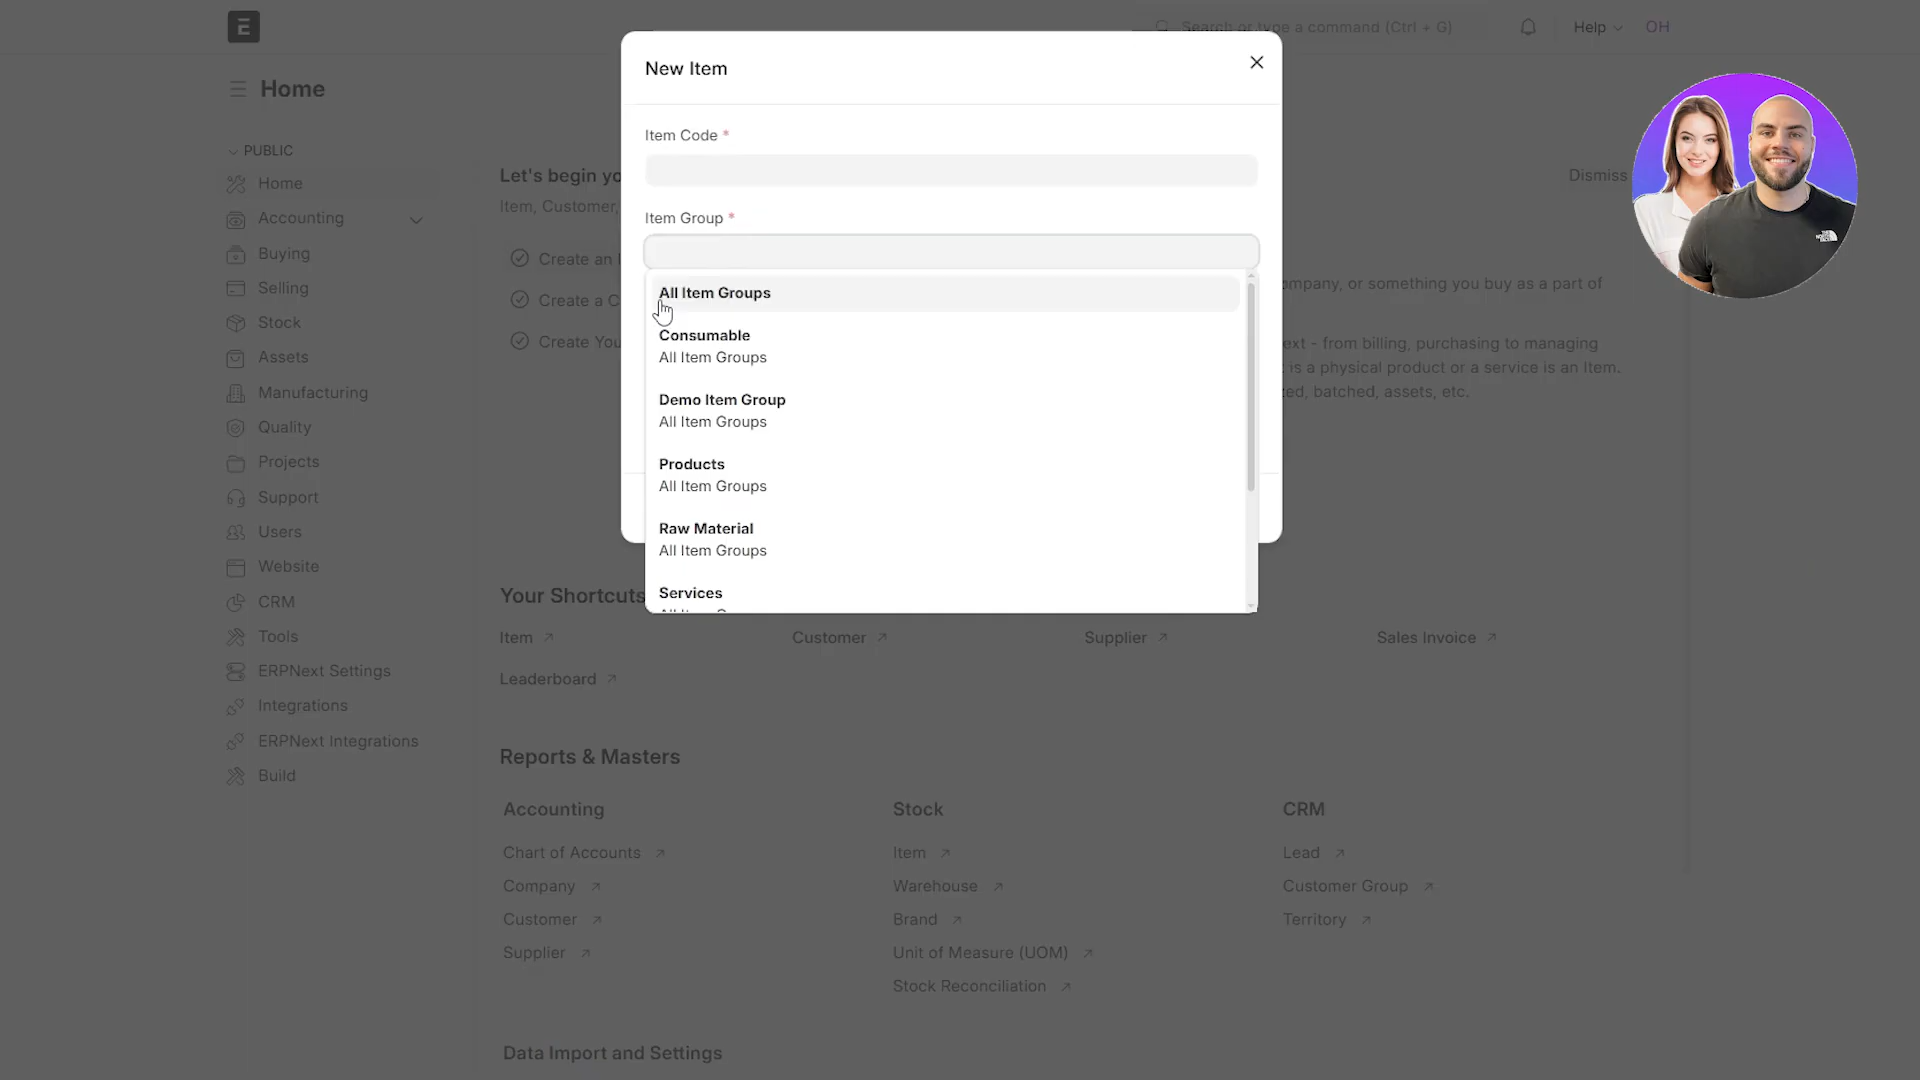 E
Search or type a command (Ctrl + G)
Help
OH
New Item
Home
Item Code *
PUBLIC
Home
Let's begin yo
Dismiss
Item, Customer,
Accounting
Item Group *
Buying
Create an I
Selling
All Item Groups
ompany, or something you buy as a part of
Create a C
Stock
Consumable
All Item Groups
Create You
ext - from billing, purchasing to managing
Assets
is a physical product or a service is an Item.
Manufacturing
ed, batched, assets, etc.
Demo Item Group
All Item Groups
Quality
Projects
Products
All Item Groups
Support
Users
Raw Material
All Item Groups
Website
CRM
Services
Your Shortcuts
Tools
Item
Customer
Supplier
Sales Invoice
ERPNext Settings
Leaderboard
Integrations
ERPNext Integrations
Reports & Masters
Build
Accounting
Stock
CRM
Chart of Accounts
Item
Lead
Company
Warehouse
Customer Group
Customer
Brand
Territory
Supplier
Unit of Measure (UOM)
Stock Reconciliation
Data Import and Settings